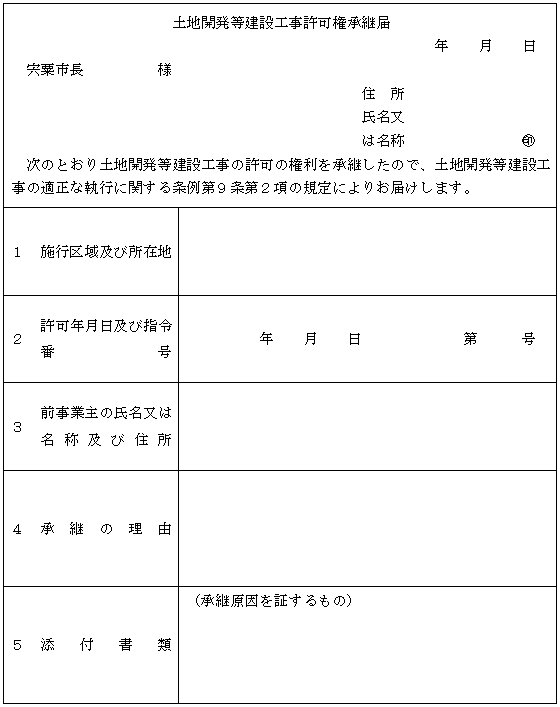 土地開発等建設工事許可権承継届
年　　月　　日
宍粟市長　　　　　様
住　所
氏名又
は名称　　　　　　　　㊞
次のとおり土地開発等建設工事の許可の権利を承継したので、土地開発等建設工
事の適正な執行に関する条例第９条第２項の規定によりお届けします。
１　施行区域及び所在地
２　許可年月日及び指令
番　　　　　　　号
年　　月　　日　　　　　　　第　　　号
３　前事業主の氏名又は
名称及び住所
４　承継の理由
（承継原因を証するもの）
５　添付書類